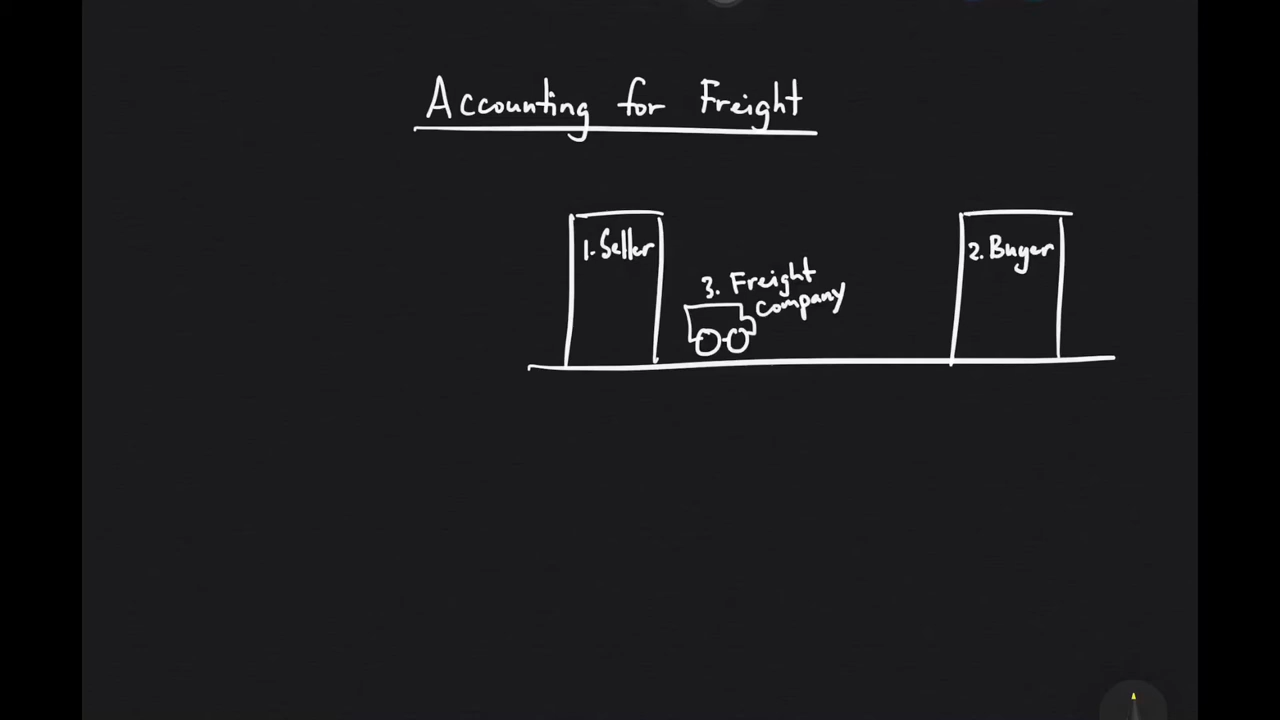 Accounting for Freight
1. Seller
2. Buyer
3. Freight
company